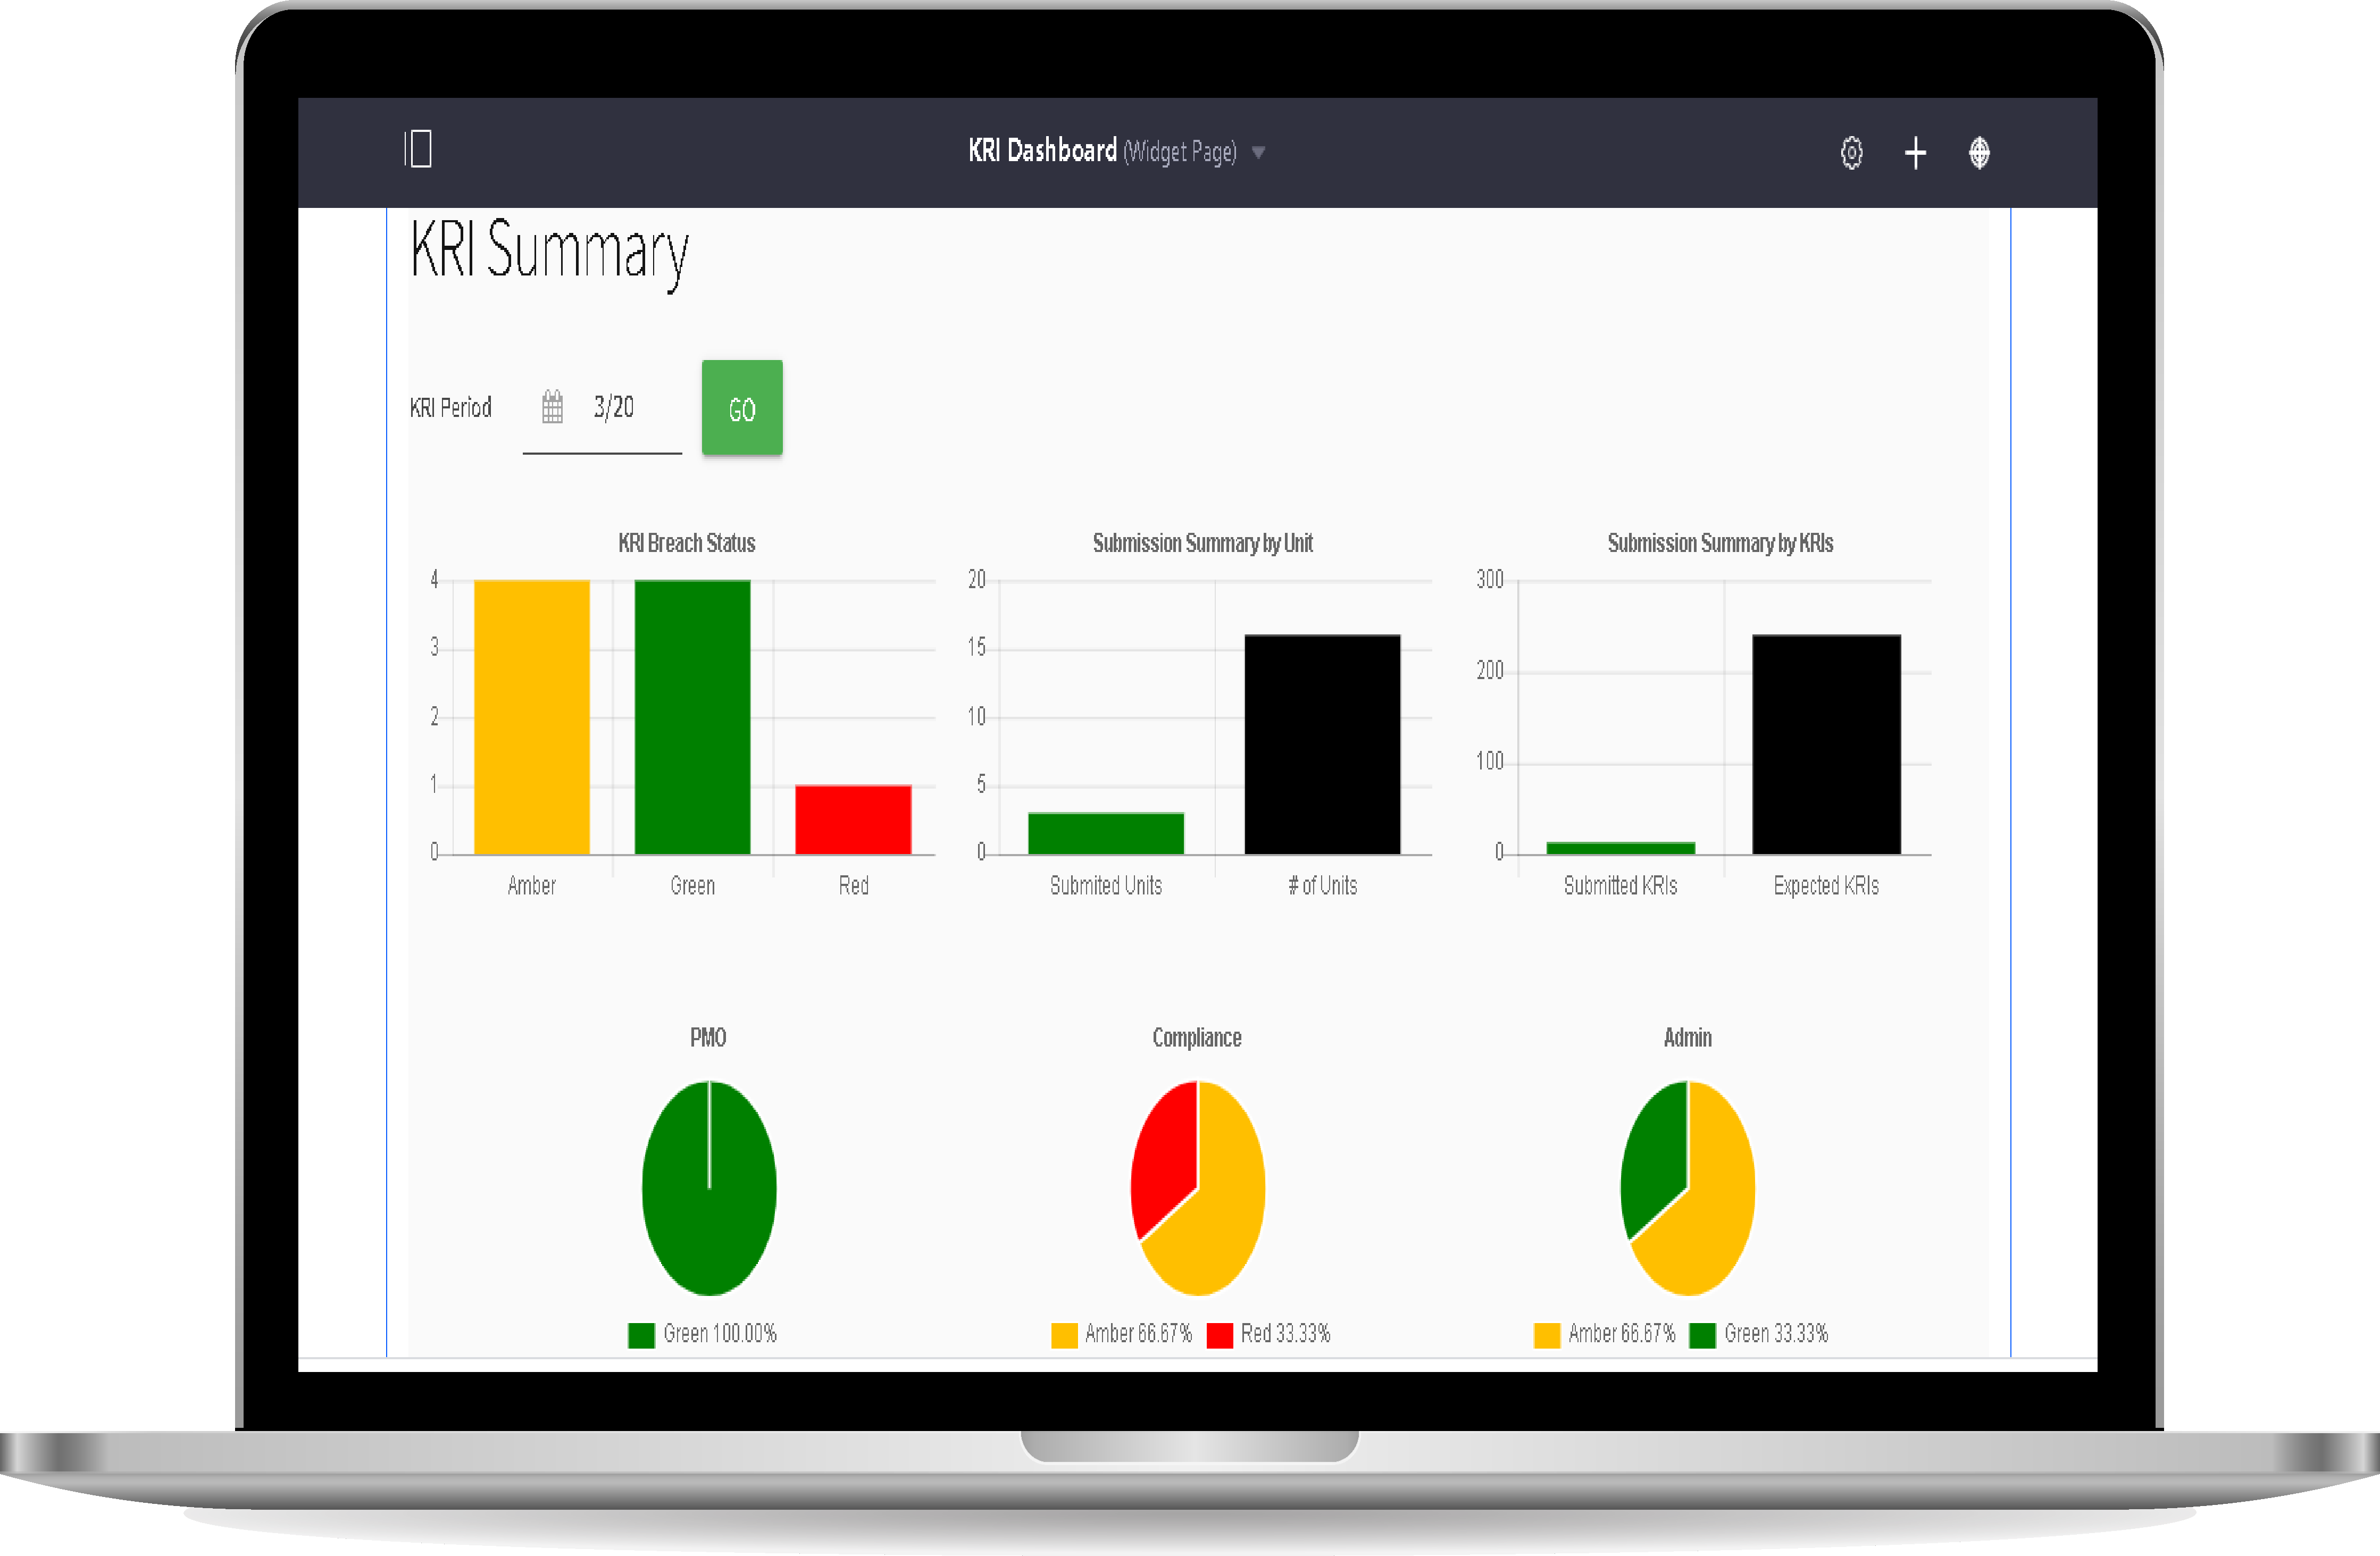 KRI Dashboard (Widget Page)
KRI Summary
KRI Period 3/20 GO
KRI Breach Status
4
3
2
1
0
Amber Green Red
Submission Summary by Unit
20
15
10
5
0
Submited Units # of Units
Submission Summary by KRIs
300
200
100
0
Submitted KRIs Expected KRIs
PMO
Green 100.00%
Compliance
Amber 66.67% Red 33.33%
Admin
Amber 66.67% Green 33.33%